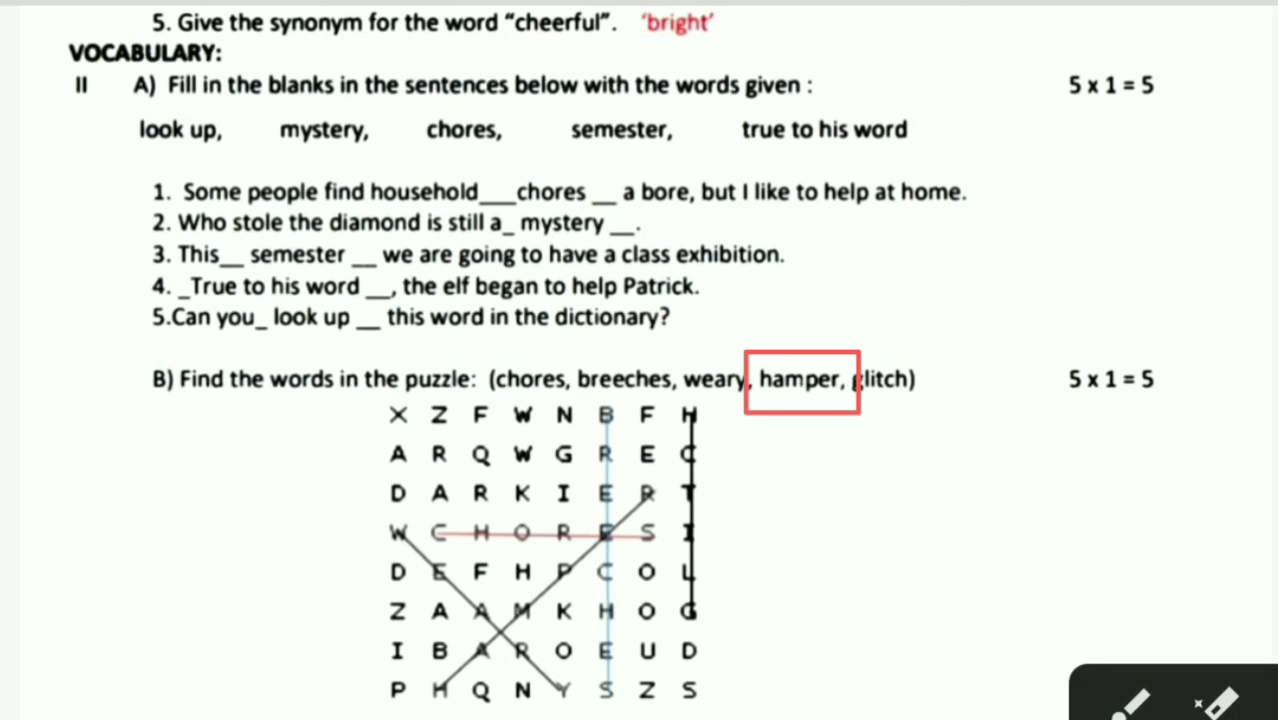 5. Give the synonym for the word “cheerful”. ‘bright’
VOCABULARY:
II A) Fill in the blanks in the sentences below with the words given : 5 x 1 = 5
look up, mystery, chores, semester, true to his word
1. Some people find household___chores __ a bore, but I like to help at home.
2. Who stole the diamond is still a_ mystery __.
3. This__ semester __ we are going to have a class exhibition.
4. _True to his word __, the elf began to help Patrick.
5.Can you_ look up __ this word in the dictionary?
B) Find the words in the puzzle: (chores, breeches, weary, hamper, glitch) 5 x 1 = 5
X Z F W N B F H
A R Q W G R E C
D A R K I E R T
W C H O R E S I
D E F H P C O L
Z A A M K H O G
I B A R O E U D
P H Q N Y S Z S